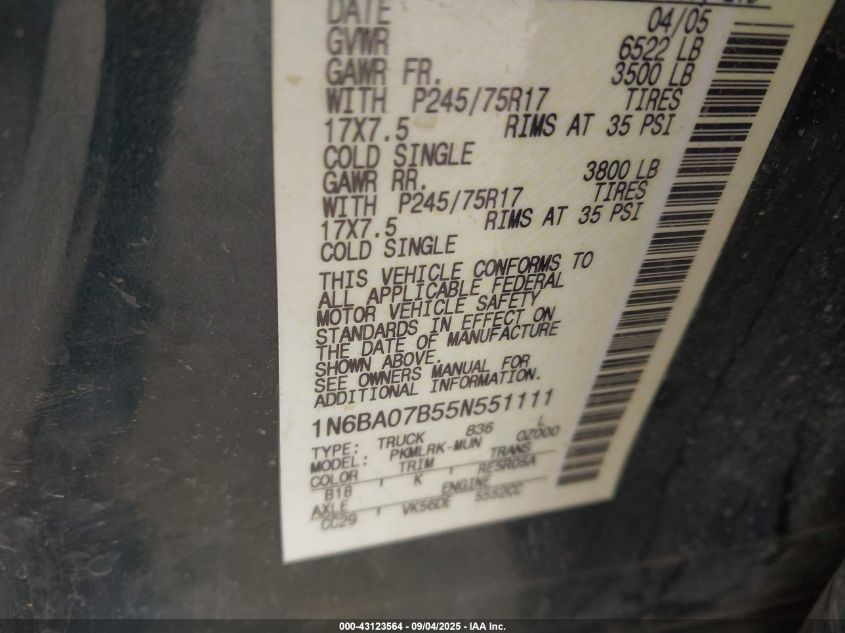 DATE 04/05
GVWR 6522 LB
GAWR FR. 3500 LB
WITH P245/75R17 TIRES
17X7.5 RIMS AT 35 PSI
COLD SINGLE
GAWR RR. 3800 LB
WITH P245/75R17 TIRES
17X7.5 RIMS AT 35 PSI
COLD SINGLE
THIS VEHICLE CONFORMS TO
ALL APPLICABLE FEDERAL
MOTOR VEHICLE SAFETY
STANDARDS IN EFFECT ON
THE DATE OF MANUFACTURE
SHOWN ABOVE.
SEE OWNERS MANUAL FOR
ADDITIONAL INFORMATION.
1N6BA07B55N551111
TYPE: TRUCK 836 L
MODEL: PKMLRK-MUN 0Z000
COLOR TRIM TRANS
B18 , K , RE5R05A
AXLE ENGINE
CC29 , VK56DE 5552CC
000-43123564 - 09/04/2025 - IAA Inc.